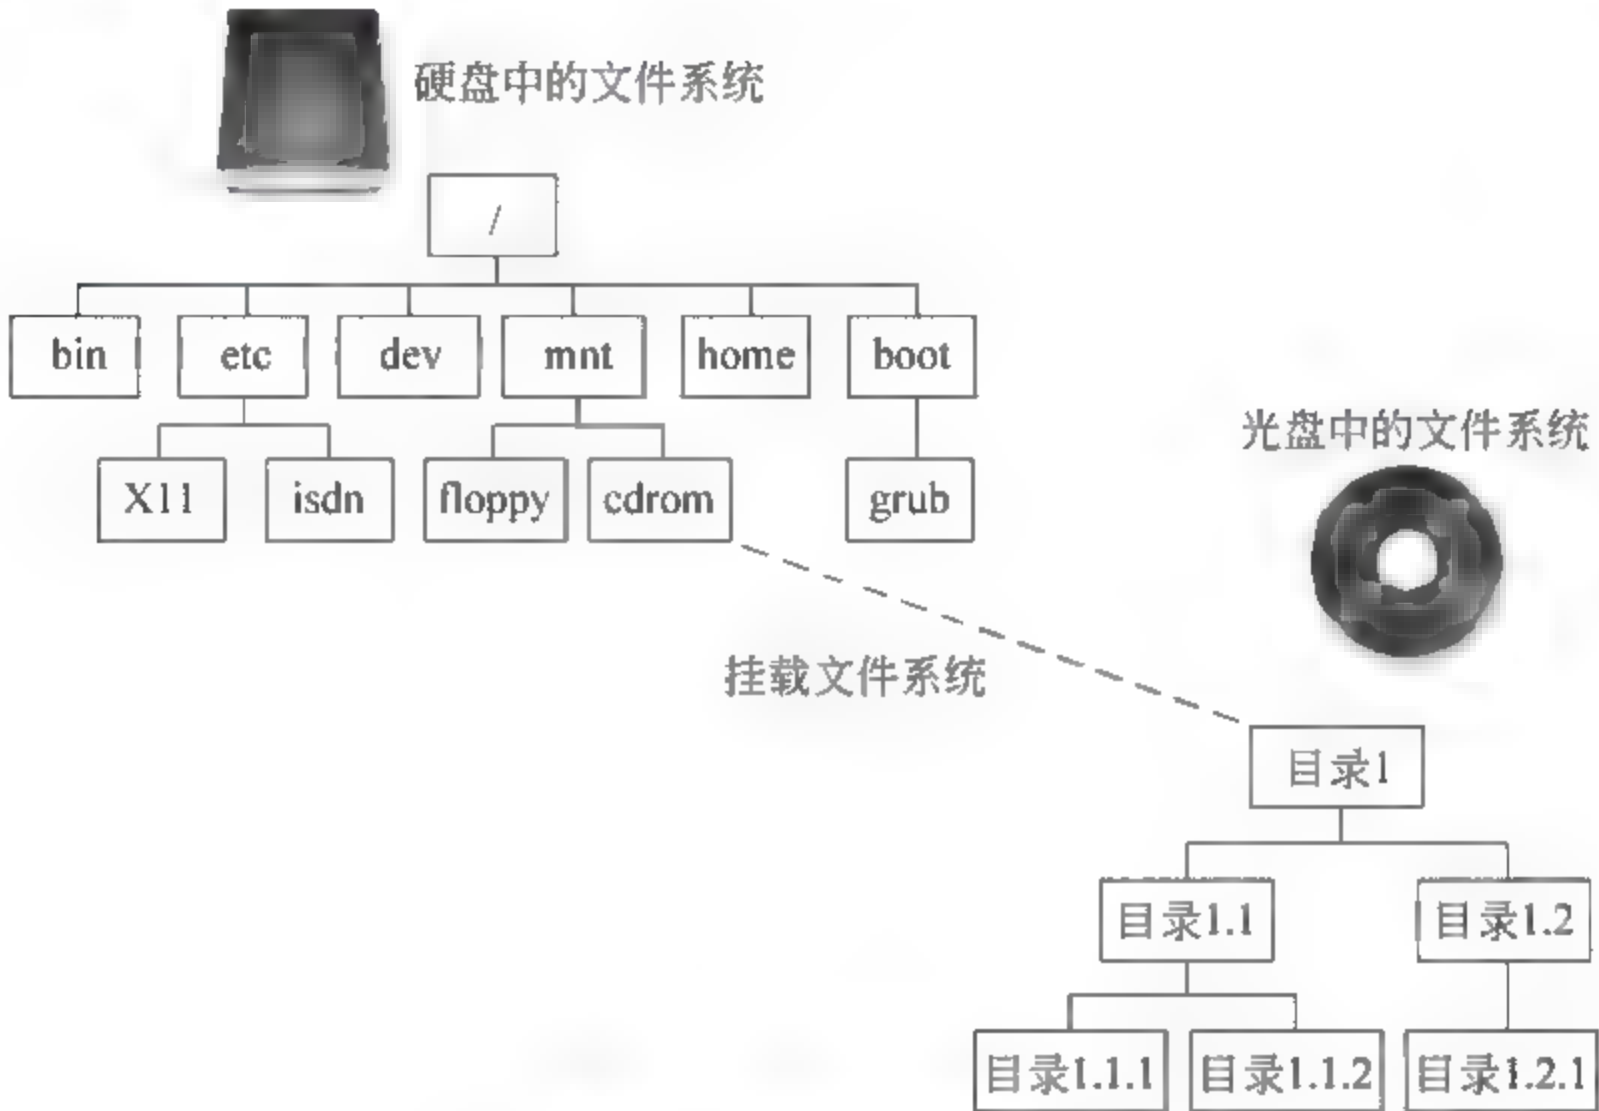 硬盘中的文件系统
/
bin etc dev mnt home boot
光盘中的文件系统
X11 isdn floppy cdrom grub
挂载文件系统
目录1
目录1.1 目录1.2
目录1.1.1 目录1.1.2 目录1.2.1